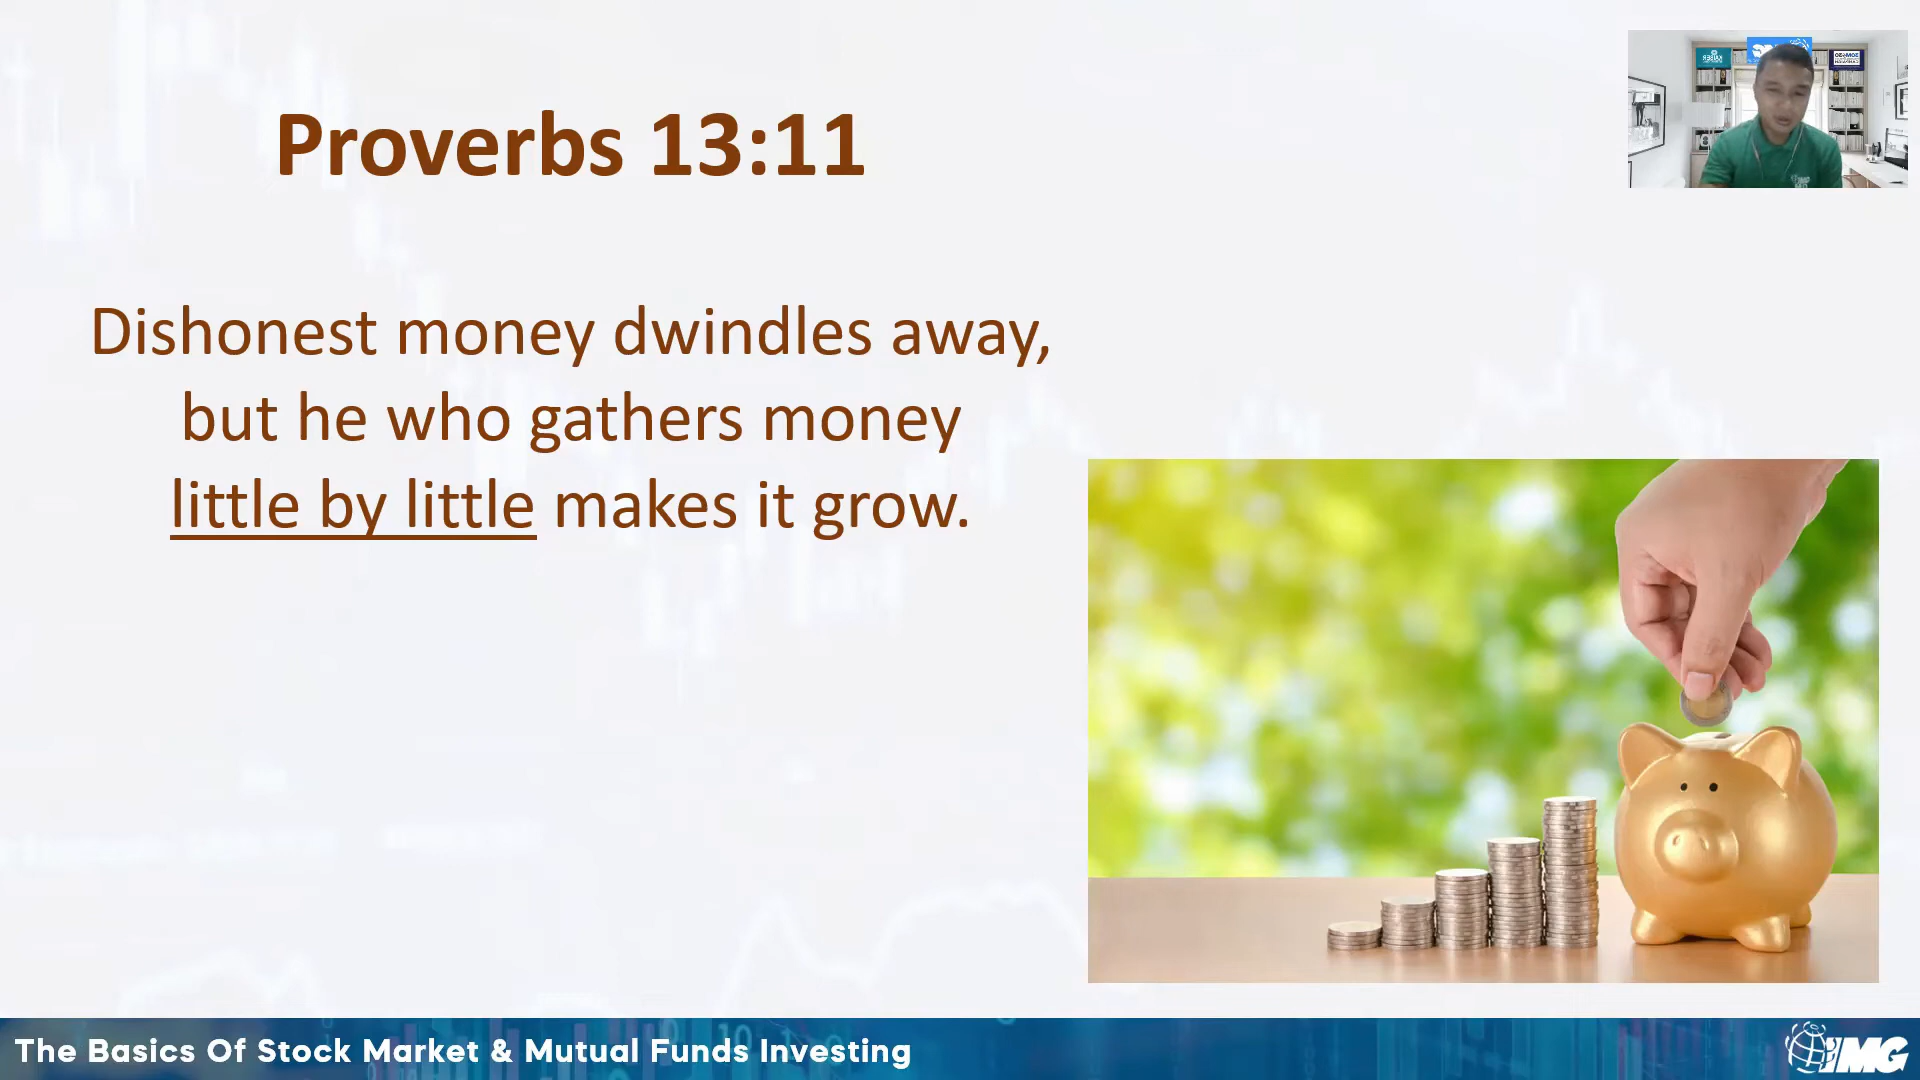 Proverbs 13:11
Dishonest money dwindles away,
but he who gathers money
little by little makes it grow.
The Basics Of Stock Market & Mutual Funds Investing
IMG